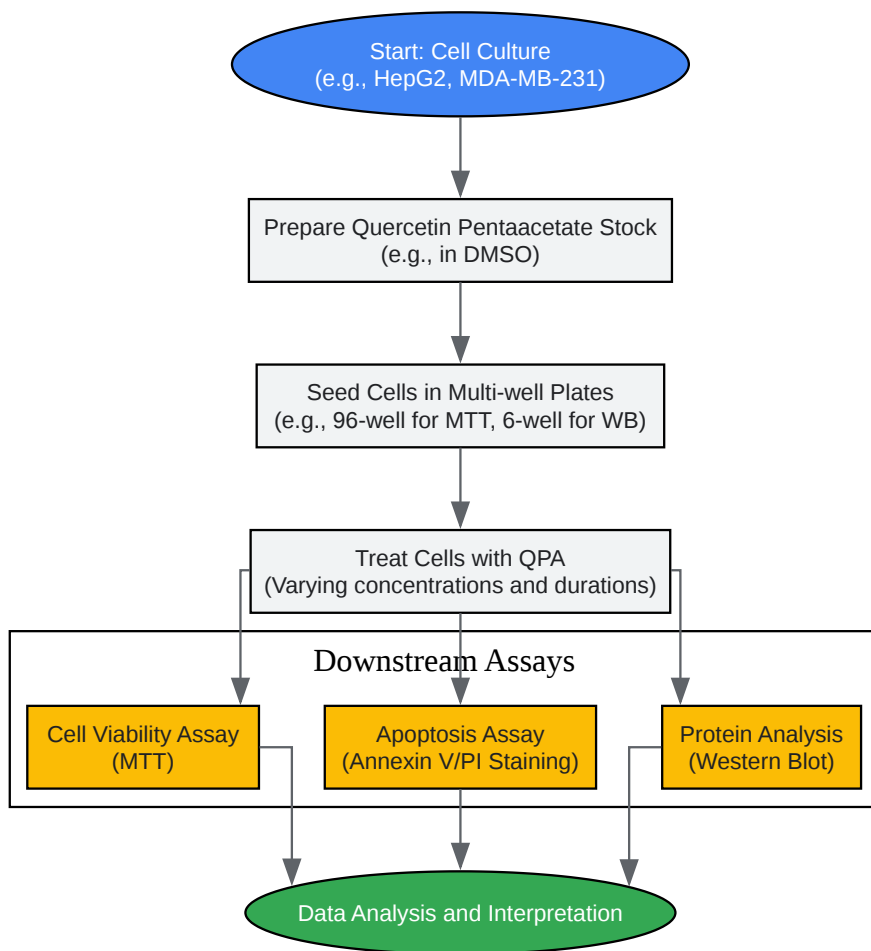 Start: Cell Culture
(e.g., HepG2, MDA-MB-231)
Prepare Quercetin Pentaacetate Stock
(e.g., in DMSO)
Seed Cells in Multi-well Plates
(e.g., 96-well for MTT, 6-well for WB)
Treat Cells with QPA
(Varying concentrations and durations)
Downstream Assays
Cell Viability Assay
(MTT)
Apoptosis Assay
(Annexin V/PI Staining)
Protein Analysis
(Western Blot)
Data Analysis and Interpretation